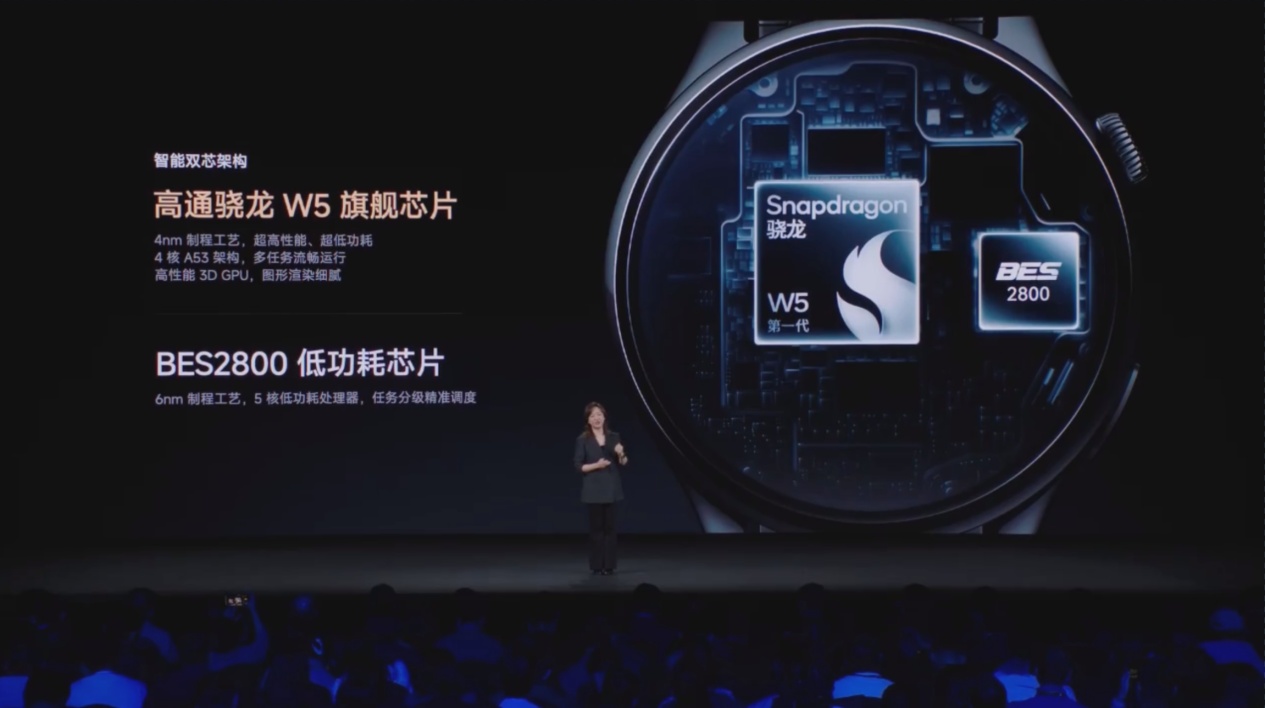 智能双芯架构
高通骁龙 W5 旗舰芯片
4nm 制程工艺，超高性能、超低功耗
4 核 A53 架构，多任务流畅运行
高性能 3D GPU，图形渲染细腻
BES2800 低功耗芯片
6nm 制程工艺，5 核低功耗处理器，任务分级精准调度
Snapdragon
骁龙
W5
第一代
BES
2800